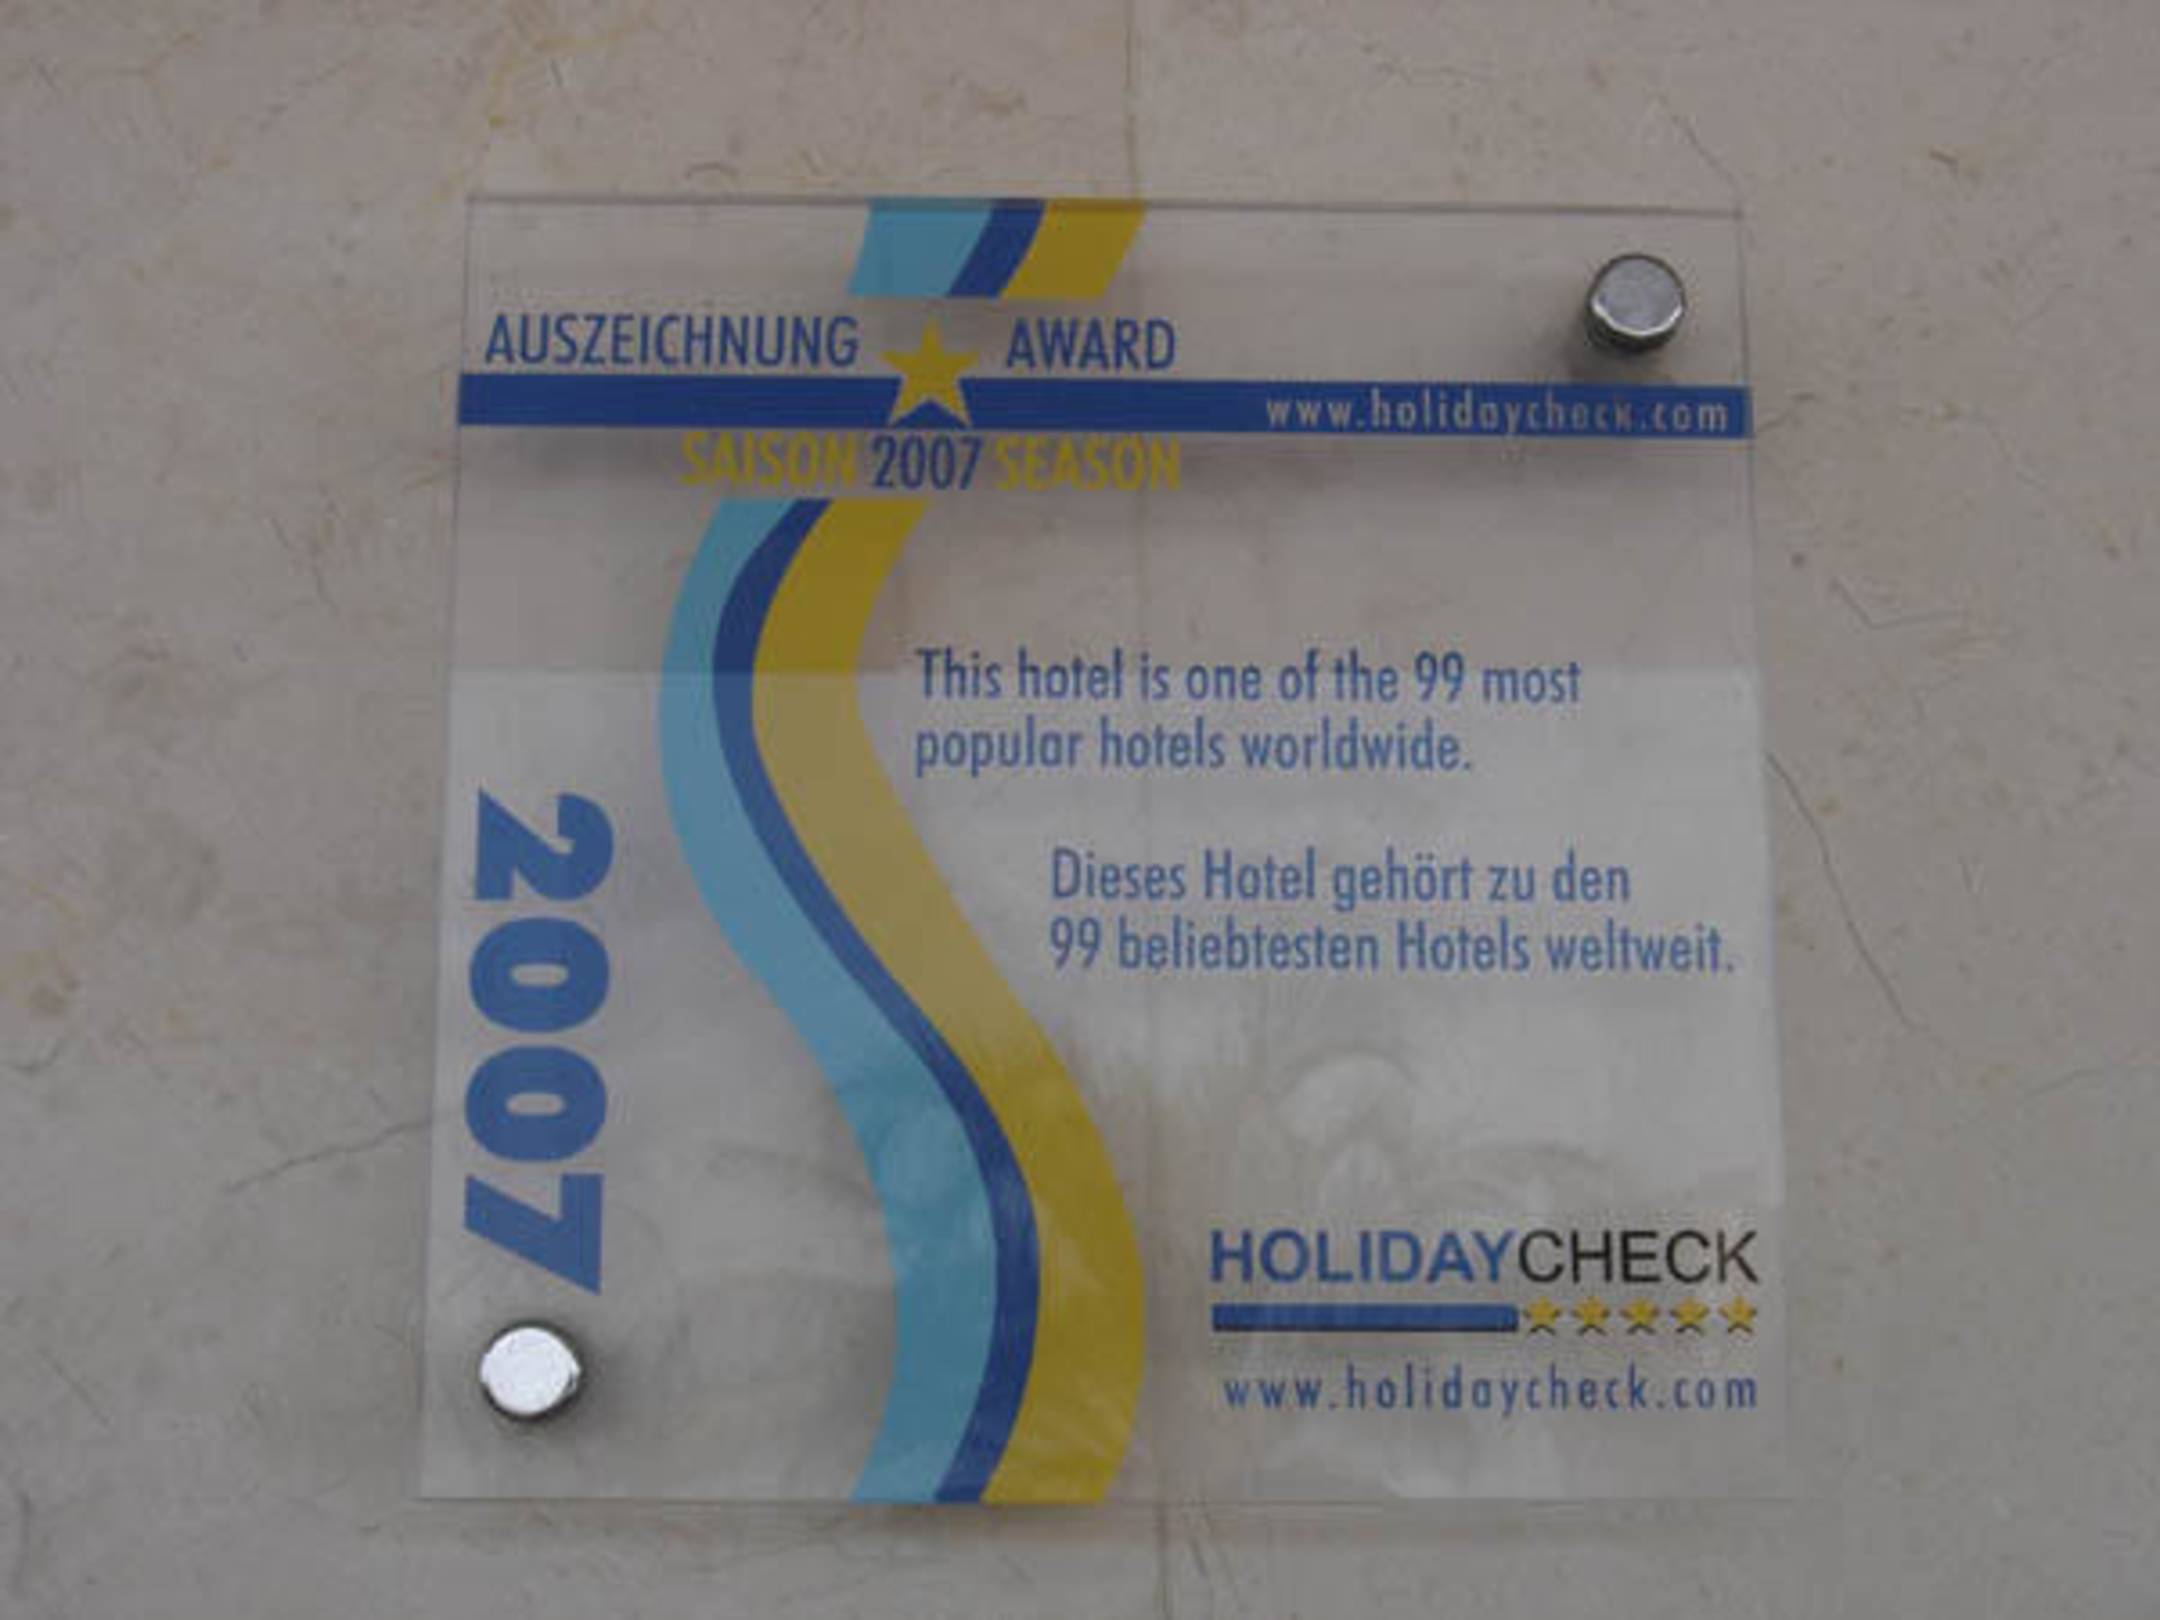 AUSZEICHNUNG AWARD
www.holidaycheck.com
SAISON 2007 SEASON
This hotel is one of the 99 most
popular hotels worldwide.
Dieses Hotel gehört zu den
99 beliebtesten Hotels weltweit.
2007
HOLIDAYCHECK
www.holidaycheck.com